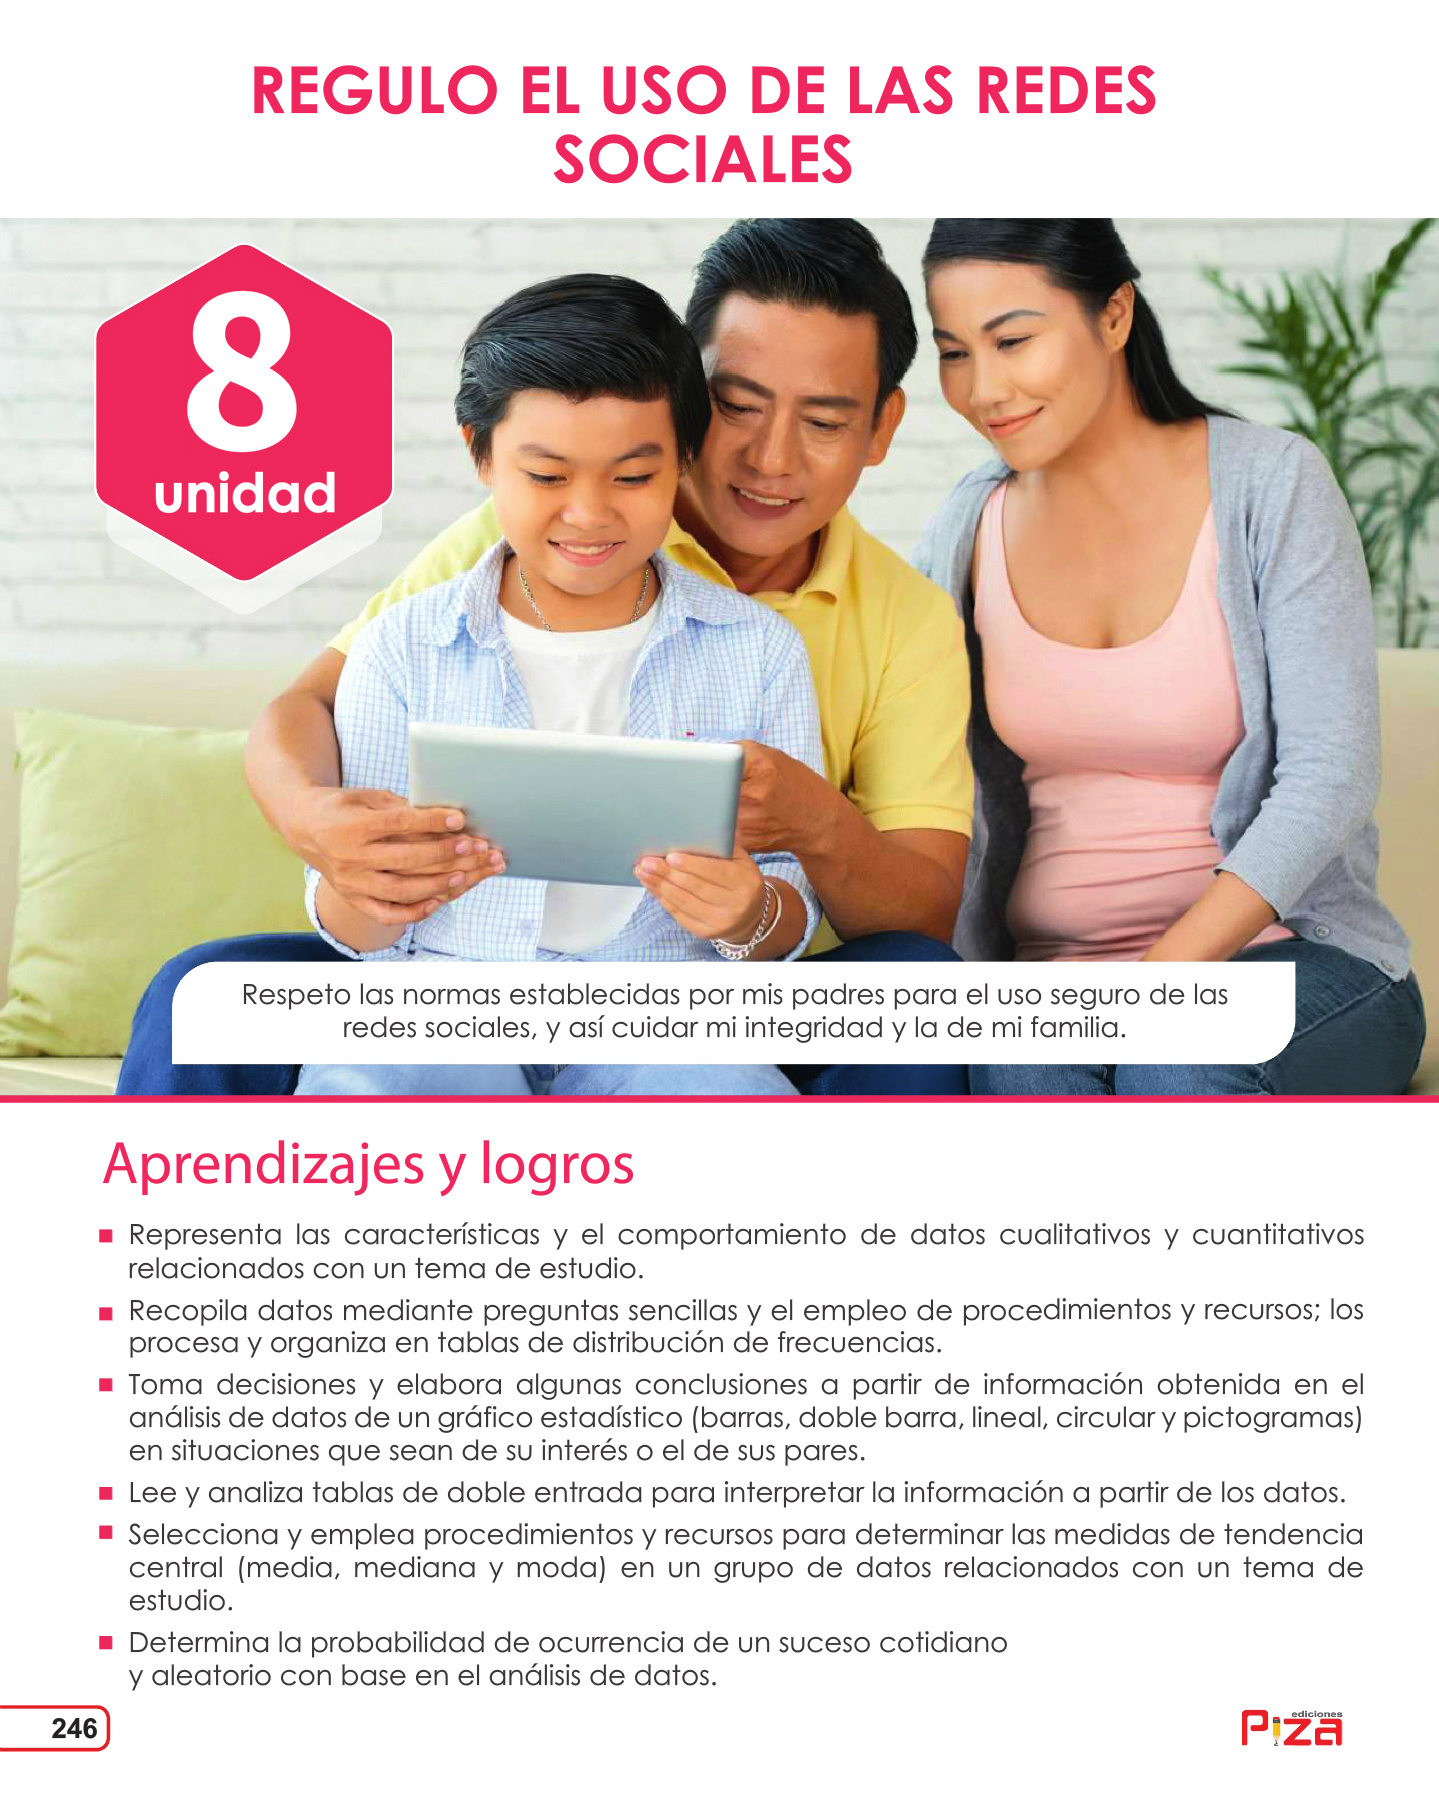 REGULO EL USO DE LAS REDES
SOCIALES
8
unidad
Respeto las normas establecidas por mis padres para el uso seguro de las
redes sociales, y así cuidar mi integridad y la de mi familia.
Aprendizajes y logros
Representa las características y el comportamiento de datos cualitativos y cuantitativos
relacionados con un tema de estudio.
Recopila datos mediante preguntas sencillas y el empleo de procedimientos y recursos; los
procesa y organiza en tablas de distribución de frecuencias.
Toma decisiones y elabora algunas conclusiones a partir de información obtenida en el
análisis de datos de un gráfico estadístico (barras, doble barra, lineal, circular y pictogramas)
en situaciones que sean de su interés o el de sus pares.
Lee y analiza tablas de doble entrada para interpretar la información a partir de los datos.
Selecciona y emplea procedimientos y recursos para determinar las medidas de tendencia
central (media, mediana y moda) en un grupo de datos relacionados con un tema de
estudio.
Determina la probabilidad de ocurrencia de un suceso cotidiano
y aleatorio con base en el análisis de datos.
246
ediciones
Piza